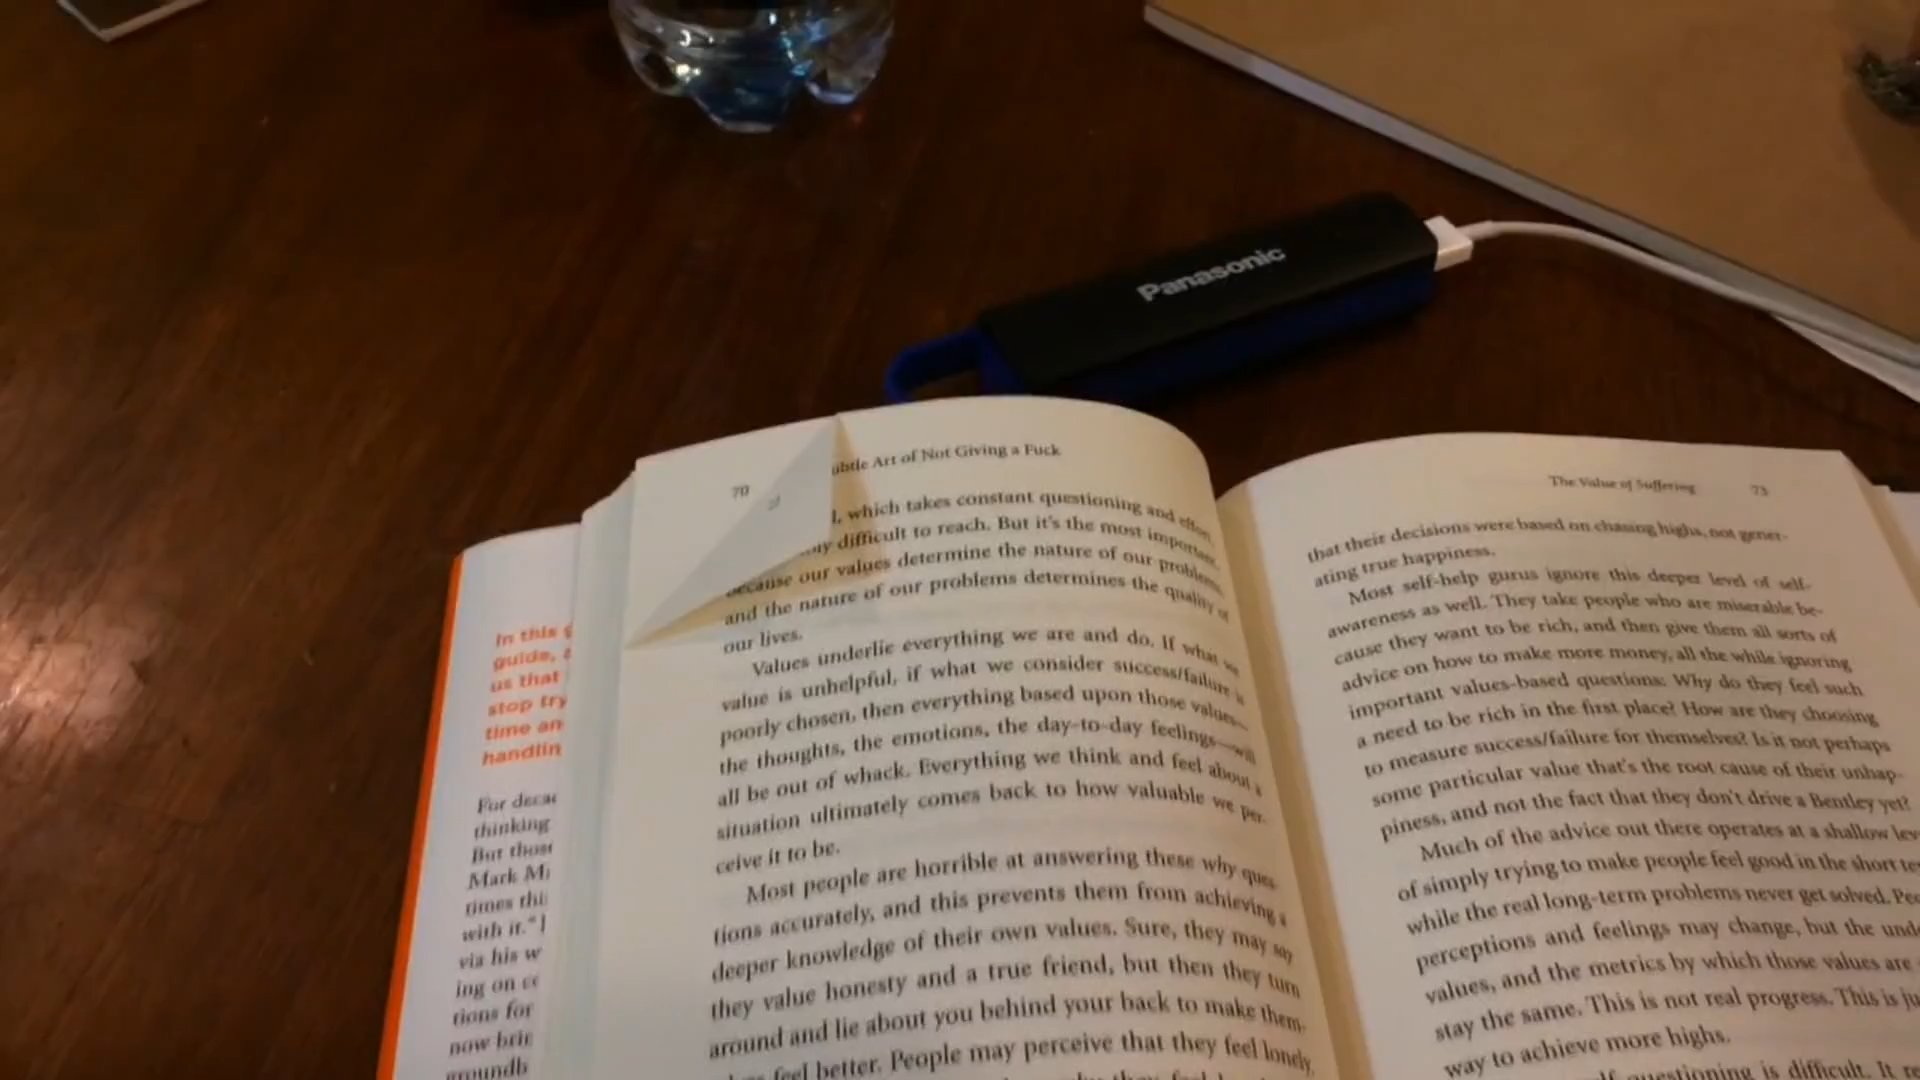 Panasonic
In this
guide,
us that
stop try
time an
handlin
For deca
thinking
But those
Mark M
times thi
with it."
via his w
ing on
tions for
now brie
groundb
70
ubtle Art of Not Giving a Fuck
l, which takes constant questioning and effort,
difficult to reach. But it's the most important,
because our values determine the nature of our problems,
and the nature of our problems determines the quality of
our lives.
Values underlie everything we are and do. If what we
value is unhelpful, if what we consider success/failure is
poorly chosen, then everything based upon those values—
the thoughts, the emotions, the day-to-day feelings—will
all be out of whack. Everything we think and feel about a
situation ultimately comes back to how valuable we per-
ceive it to be.
Most people are horrible at answering these why ques-
tions accurately, and this prevents them from achieving a
deeper knowledge of their own values. Sure, they may say
they value honesty and a true friend, but then they turn
around and lie about you behind your back to make them-
feel better. People may perceive that they feel lonely.
The Value of Suffering 73
that their decisions were based on chasing highs, not gener-
ating true happiness.
Most self-help gurus ignore this deeper level of self-
awareness as well. They take people who are miserable be-
cause they want to be rich, and then give them all sorts of
advice on how to make more money, all the while ignoring
important values-based questions: Why do they feel such
a need to be rich in the first place? How are they choosing
to measure success/failure for themselves? Is it not perhaps
some particular value that's the root cause of their unhap-
piness, and not the fact that they don't drive a Bentley yet?
Much of the advice out there operates at a shallow lev
of simply trying to make people feel good in the short te
while the real long-term problems never get solved. Peo
perceptions and feelings may change, but the unde
values, and the metrics by which those values are
stay the same. This is not real progress. This is ju
way to achieve more highs.
questioning is difficult. It re